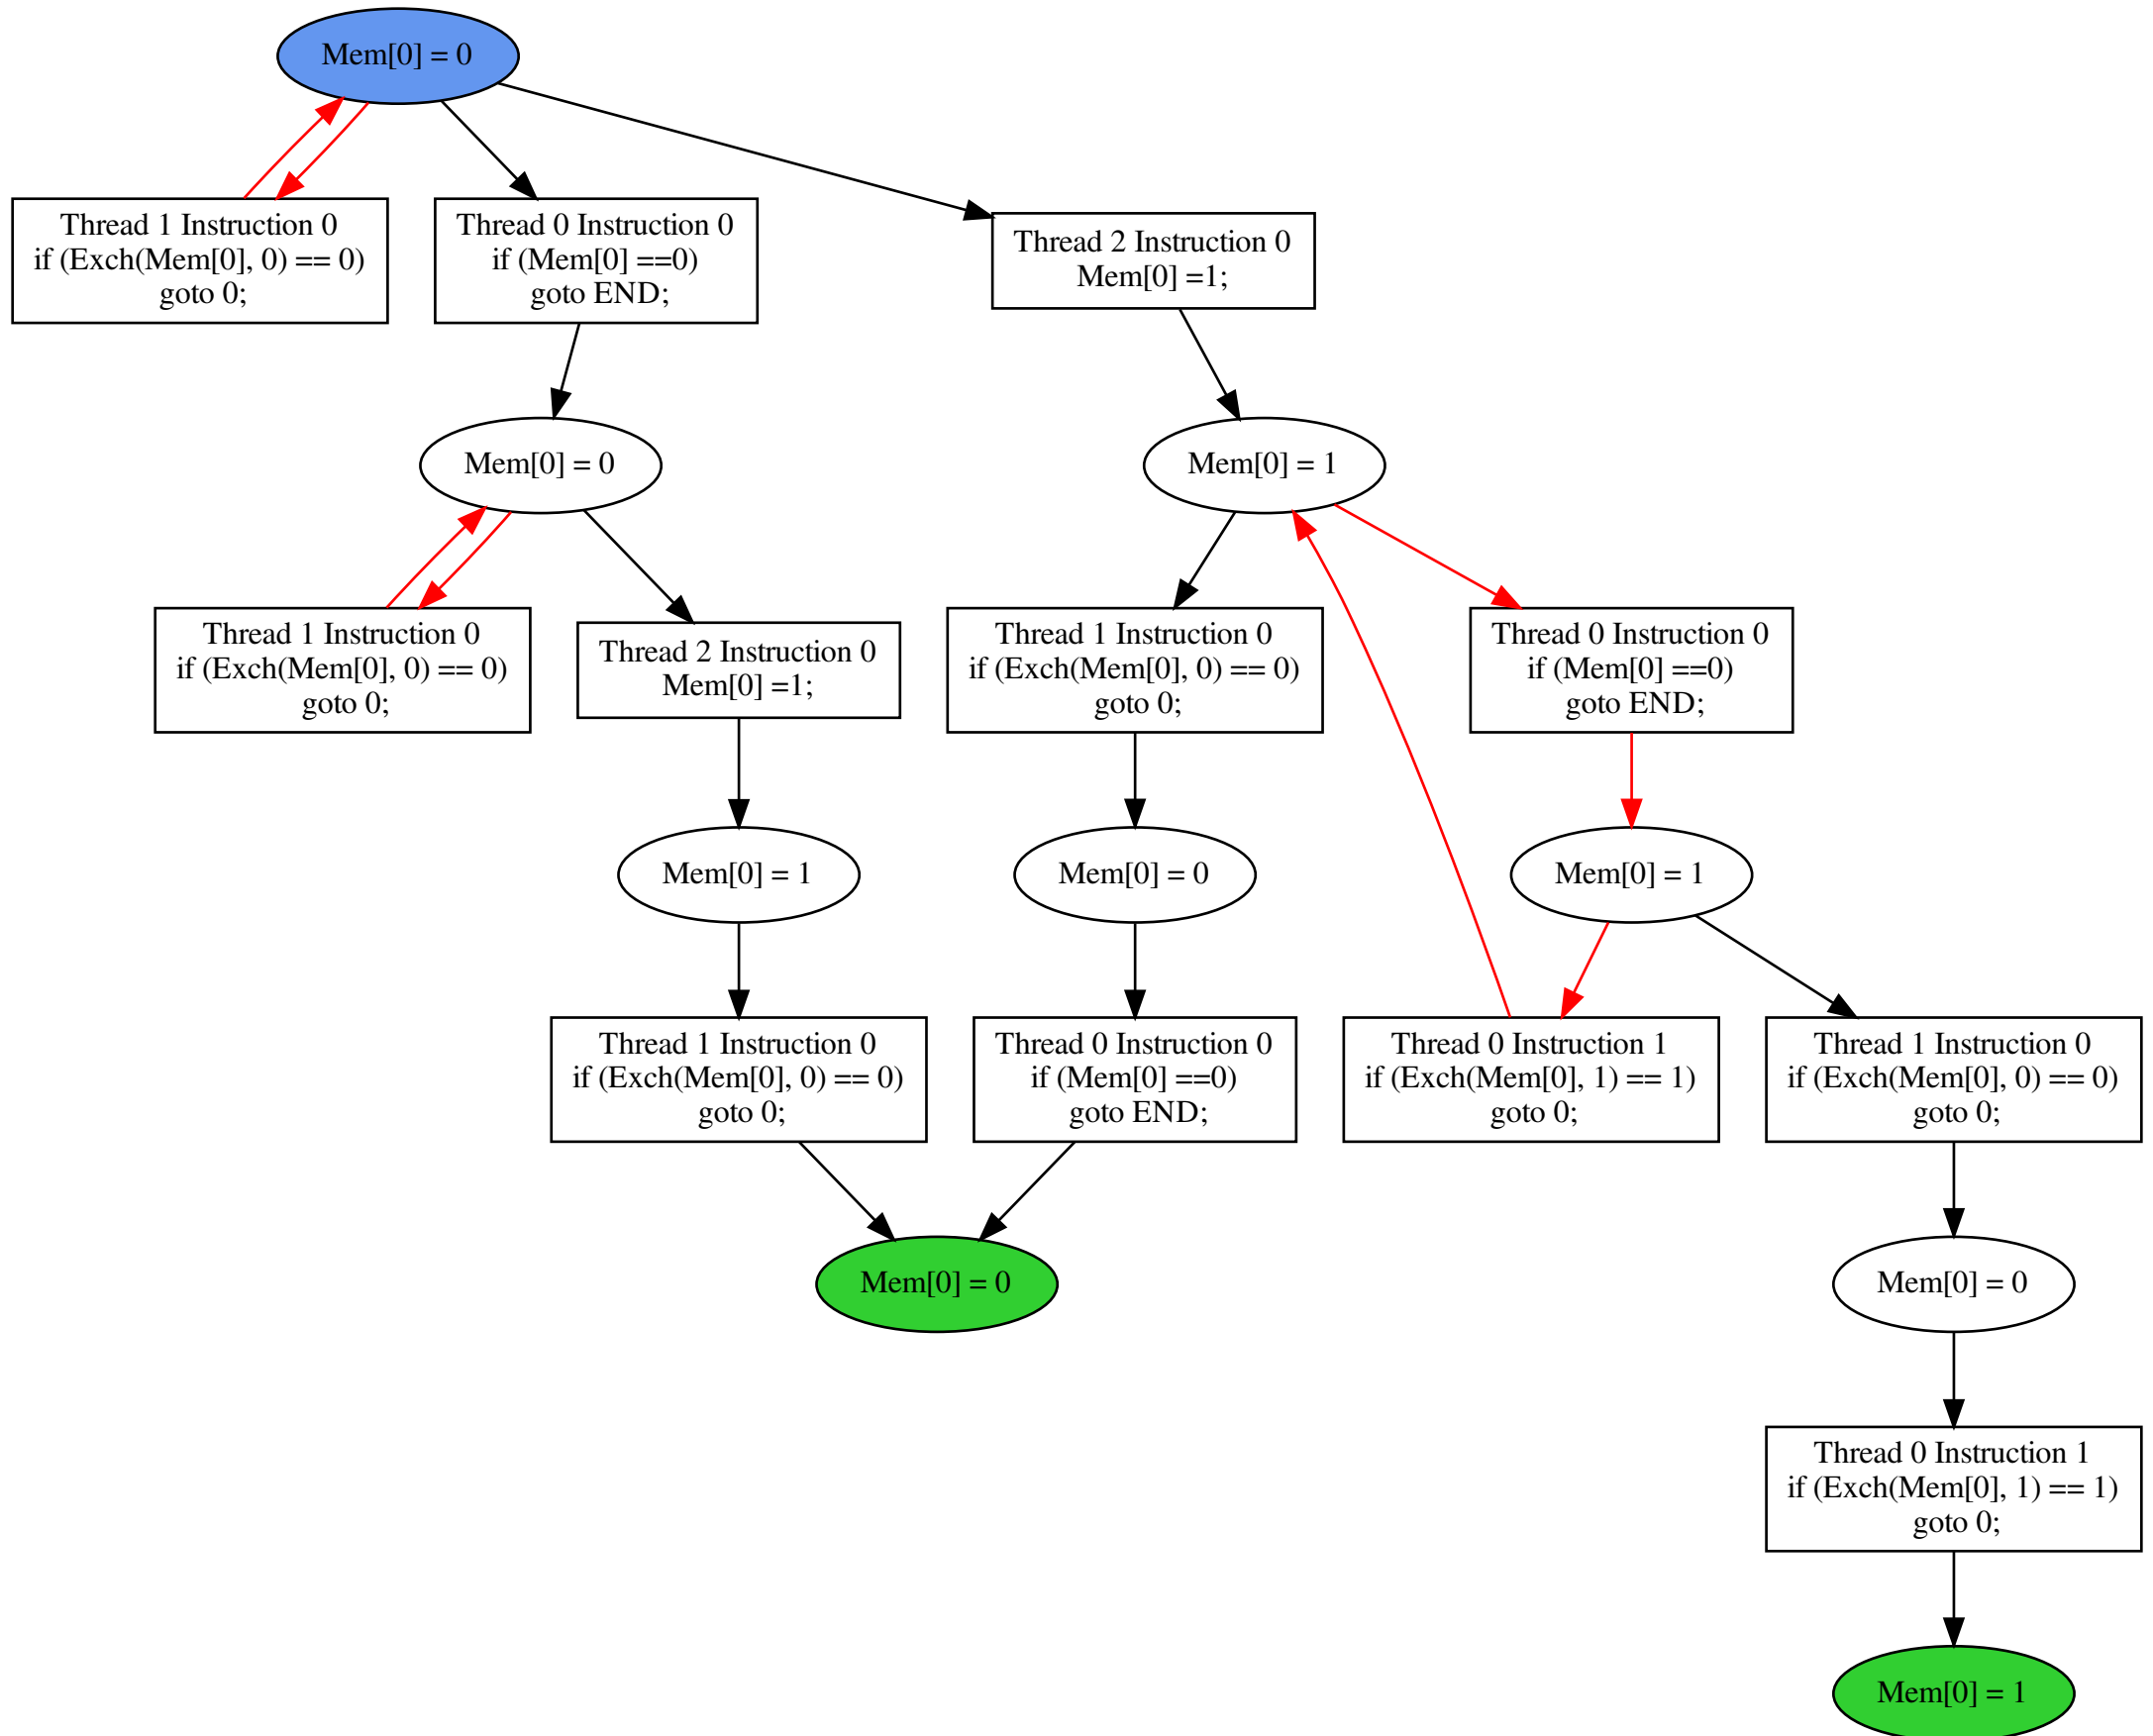 Mem[0] = 0
Thread 1 Instruction 0
if (Exch(Mem[0], 0) == 0)
goto 0;
Thread 0 Instruction 0
if (Mem[0] ==0)
goto END;
Thread 2 Instruction 0
Mem[0] =1;
Mem[0] = 0
Mem[0] = 1
Thread 1 Instruction 0
if (Exch(Mem[0], 0) == 0)
goto 0;
Thread 2 Instruction 0
Mem[0] =1;
Thread 1 Instruction 0
if (Exch(Mem[0], 0) == 0)
goto 0;
Thread 0 Instruction 0
if (Mem[0] ==0)
goto END;
Mem[0] = 1
Mem[0] = 0
Mem[0] = 1
Thread 1 Instruction 0
if (Exch(Mem[0], 0) == 0)
goto 0;
Thread 0 Instruction 0
if (Mem[0] ==0)
goto END;
Thread 0 Instruction 1
if (Exch(Mem[0], 1) == 1)
goto 0;
Thread 1 Instruction 0
if (Exch(Mem[0], 0) == 0)
goto 0;
Mem[0] = 0
Mem[0] = 0
Thread 0 Instruction 1
if (Exch(Mem[0], 1) == 1)
goto 0;
Mem[0] = 1